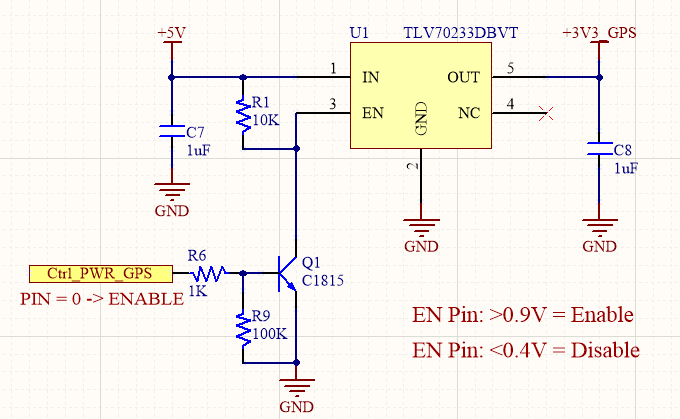 +5V
U1 TLV70233DBVT
+3V3_GPS
1 IN OUT 5
R1
10K
3 EN GND NC 4
C7
1uF
C8
1uF
2
GND
GND
GND
Ctrl_PWR_GPS
R6
1K
Q1
C1815
PIN = 0 -> ENABLE
R9
100K
EN Pin: >0.9V = Enable
EN Pin: <0.4V = Disable
GND